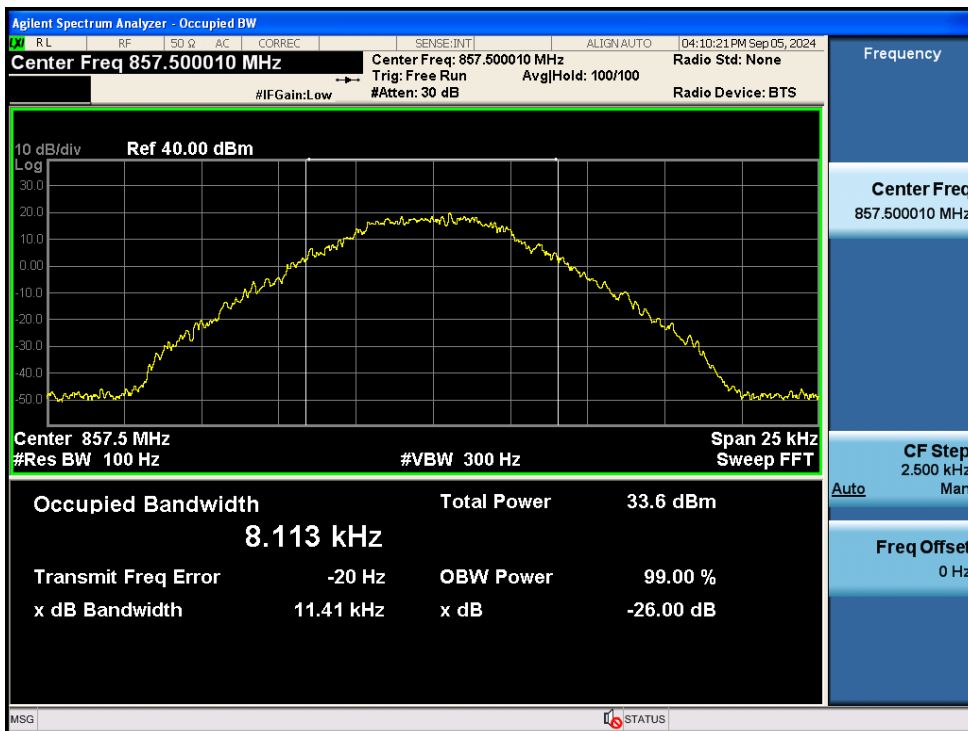 Agilent Spectrum Analyzer - Occupied BW
LXI RL RF 50 Ω AC CORREC SENSE:INT ALIGN AUTO 04:10:21 PM Sep 05, 2024
Center Freq 857.500010 MHz
Center Freq: 857.500010 MHz
Radio Std: None
Trig: Free Run Avg|Hold: 100/100
#IFGain:Low
#Atten: 30 dB
Radio Device: BTS
10 dB/div Ref 40.00 dBm
Log
30.0
20.0
10.0
0.00
-10.0
-20.0
-30.0
-40.0
-50.0
Center 857.5 MHz Span 25 kHz
#Res BW 100 Hz #VBW 300 Hz Sweep FFT
Occupied Bandwidth Total Power 33.6 dBm
8.113 kHz
Transmit Freq Error -20 Hz OBW Power 99.00 %
x dB Bandwidth 11.41 kHz x dB -26.00 dB
Frequency
Center Freq
857.500010 MHz
CF Step
2.500 kHz
Auto Man
Freq Offset
0 Hz
MSG STATUS